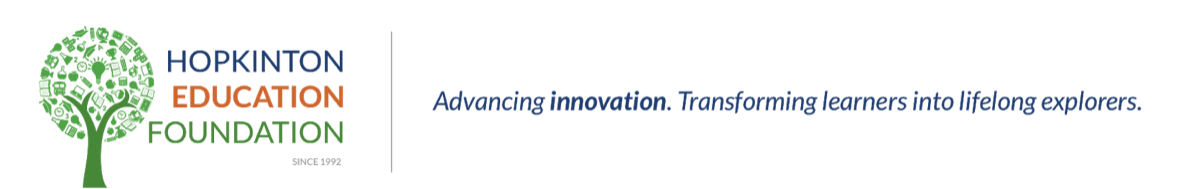 HOPKINTON
EDUCATION
FOUNDATION
SINCE 1992
Advancing innovation. Transforming learners into lifelong explorers.